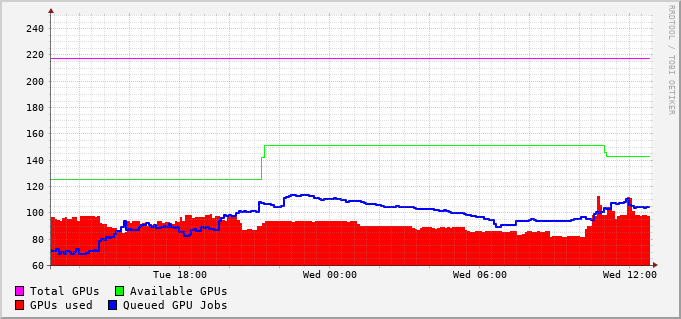 240
220
200
180
160
140
120
100
80
60
Tue 18:00 Wed 00:00 Wed 06:00 Wed 12:00
Total GPUs Available GPUs
GPUs used Queued GPU Jobs
RRDTOOL / TOBI OETIKER